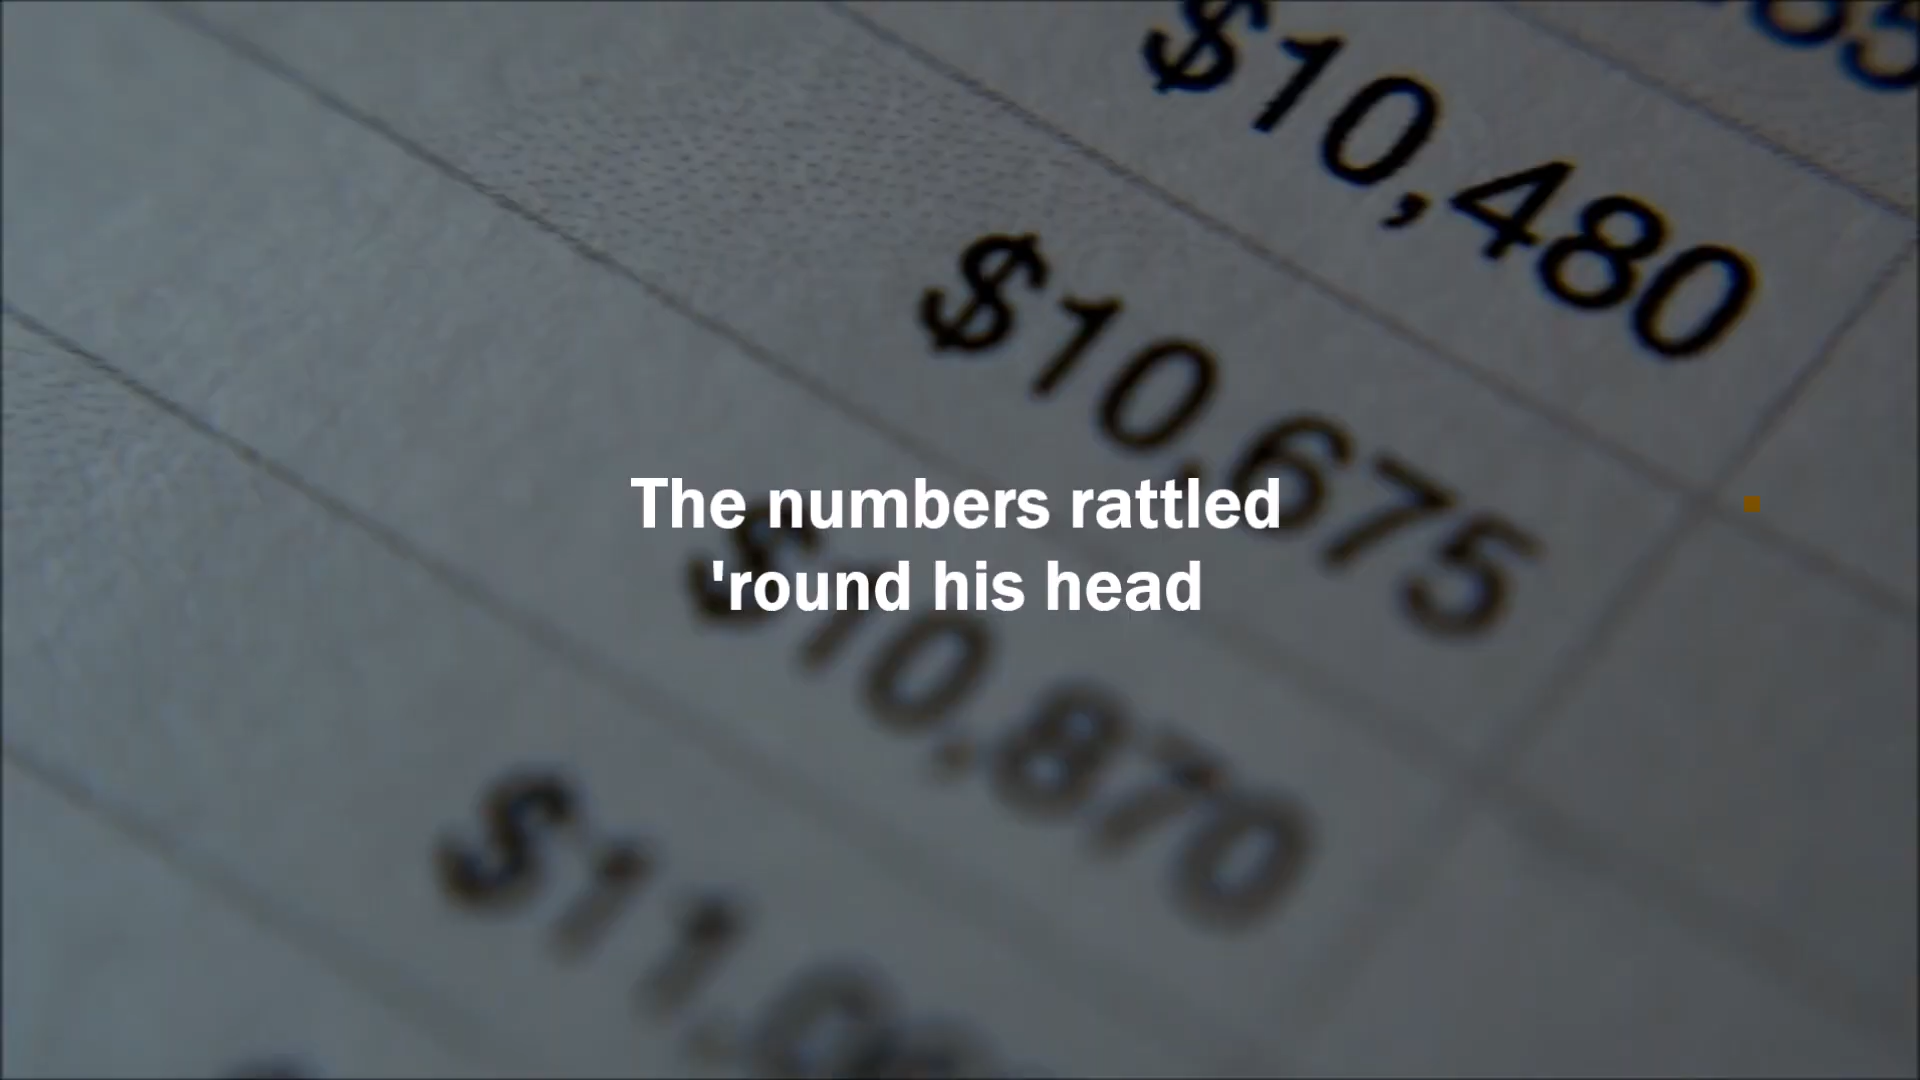 $10,480
$10,675
The numbers rattled
'round his head
$10,870